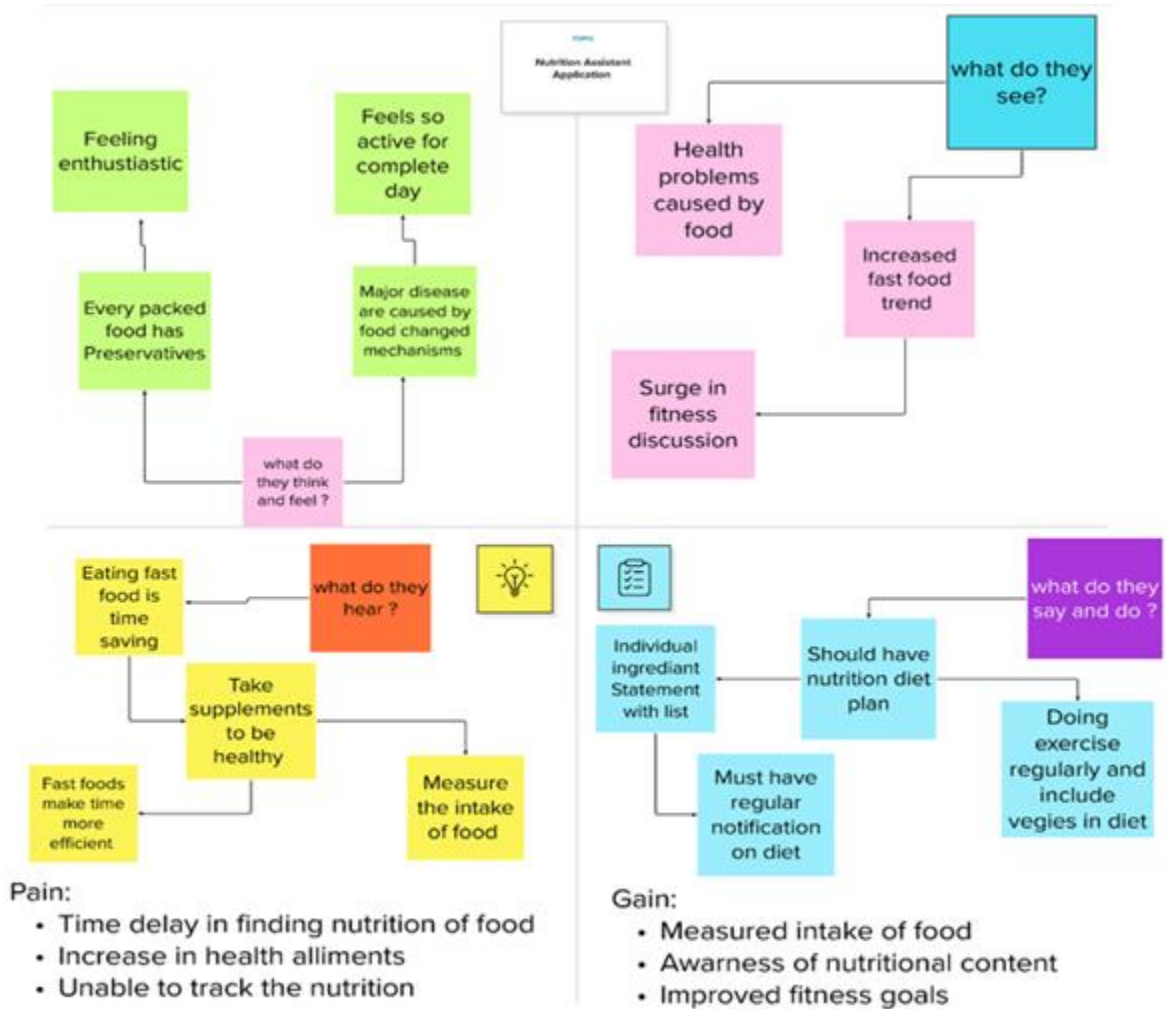 TOPIC
Nutrition Assistant
Application
Feeling
enthustiastic
Feels so
active for
complete
day
Every packed
food has
Preservatives
Major disease
are caused by
food changed
mechanisms
what do
they think
and feel ?
what do they
see?
Health
problems
caused by
food
Increased
fast food
trend
Surge in
fitness
discussion
what do they
hear ?
Eating fast
food is
time
saving
Take
supplements
to be
healthy
Fast foods
make time
more
efficient
Measure
the intake
of food
what do they
say and do ?
Should have
nutrition diet
plan
Individual
ingrediant
Statement
with list
Must have
regular
notification
on diet
Doing
exercise
regularly and
include
vegies in diet
Pain:
• Time delay in finding nutrition of food
• Increase in health alliments
• Unable to track the nutrition
Gain:
• Measured intake of food
• Awarness of nutritional content
• Improved fitness goals